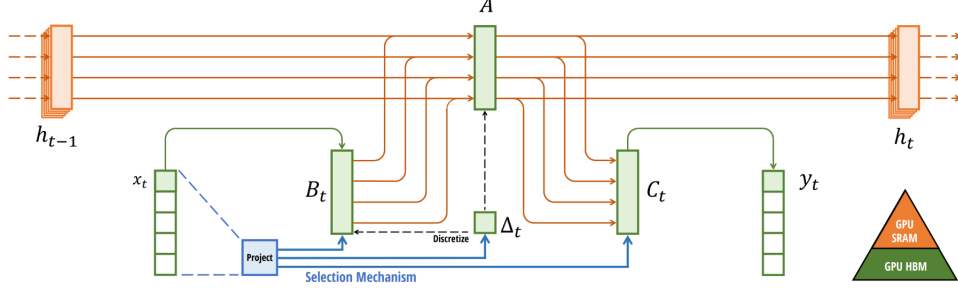 A
h_{t-1}
h_t
x_t
B_t
C_t
y_t
Δ_t
Discretize
Project
Selection Mechanism
GPU
SRAM
GPU HBM